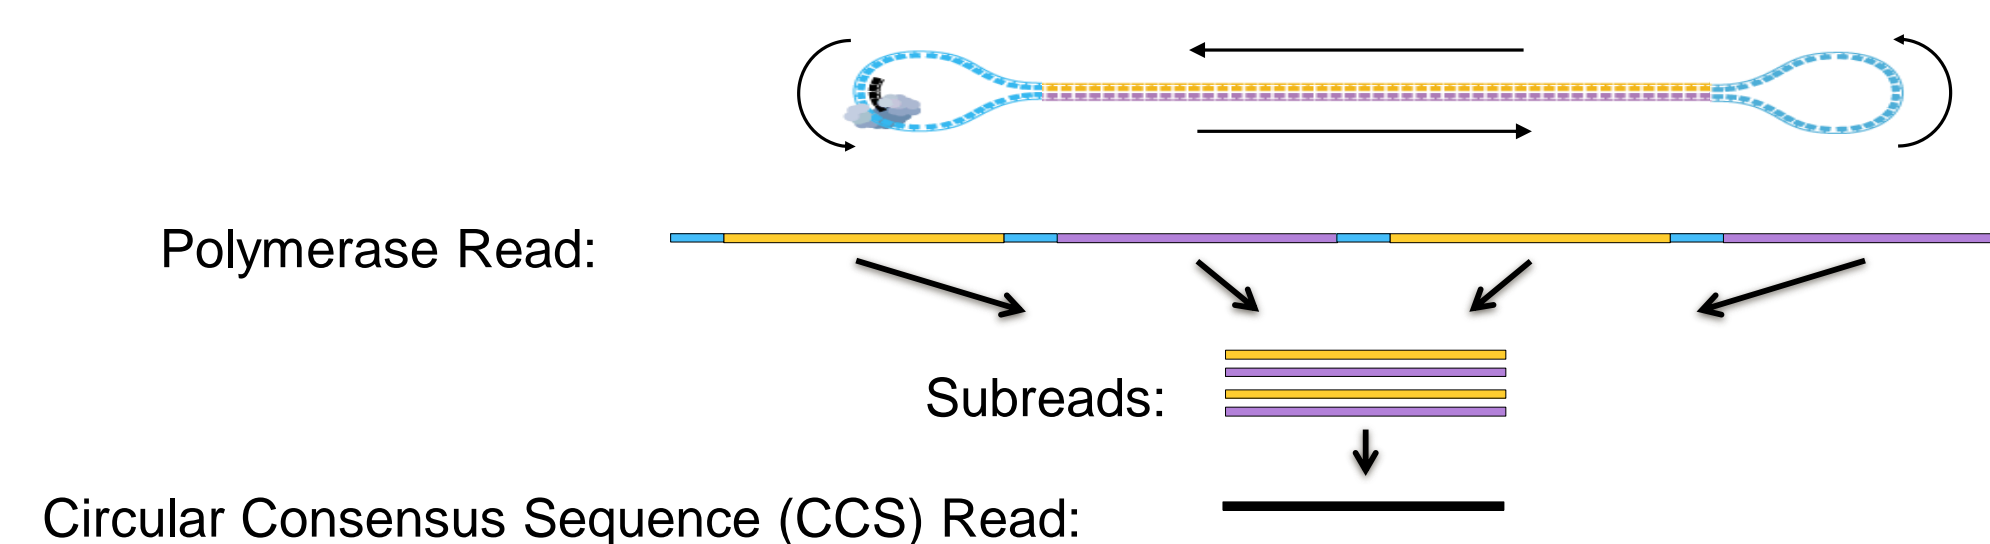 Polymerase Read:
Subreads:
Circular Consensus Sequence (CCS) Read: